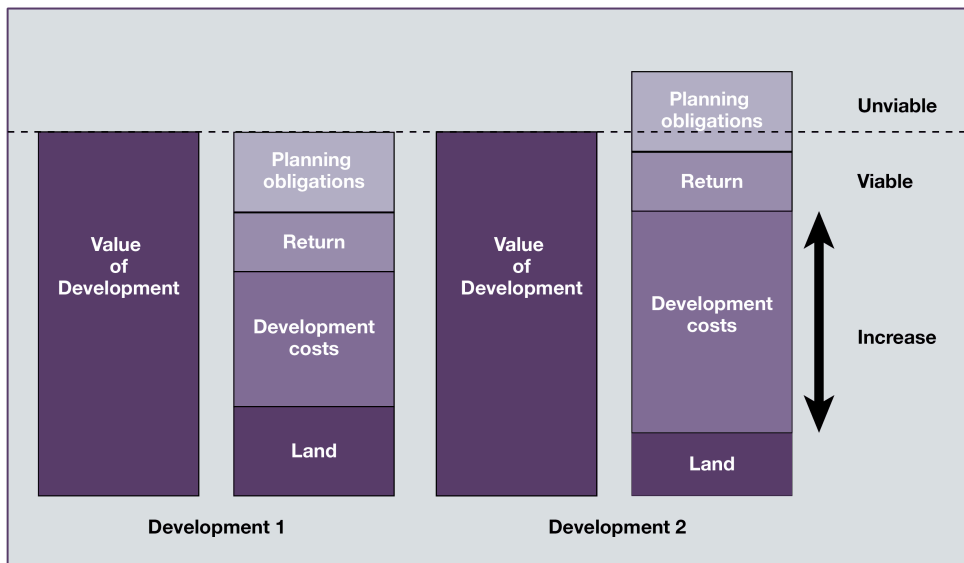 Value
of
Development
Planning
obligations
Return
Development
costs
Land
Development 1
Value
of
Development
Planning
obligations
Return
Development
costs
Land
Development 2
Unviable
Viable
Increase